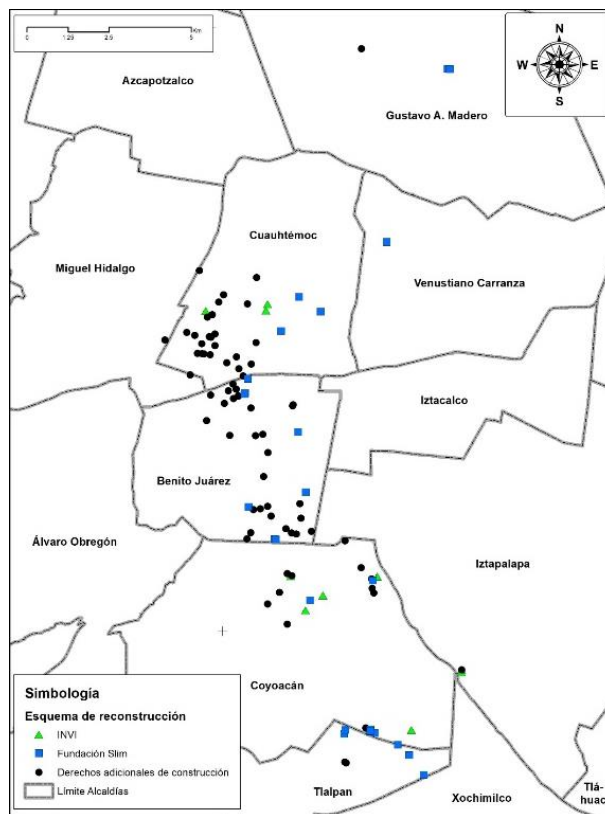 0 1.25 2.5 5
Km
N
W E
S
Azcapotzalco
Gustavo A. Madero
Cuauhtémoc
Miguel Hidalgo
Venustiano Carranza
Iztacalco
Benito Juárez
Álvaro Obregón
Iztapalapa
Coyoacán
Tlalpan
Xochimilco
Tlá-
huac
Simbología
Esquema de reconstrucción
INVI
Fundación Slim
Derechos adicionales de construcción
Límite Alcaldías